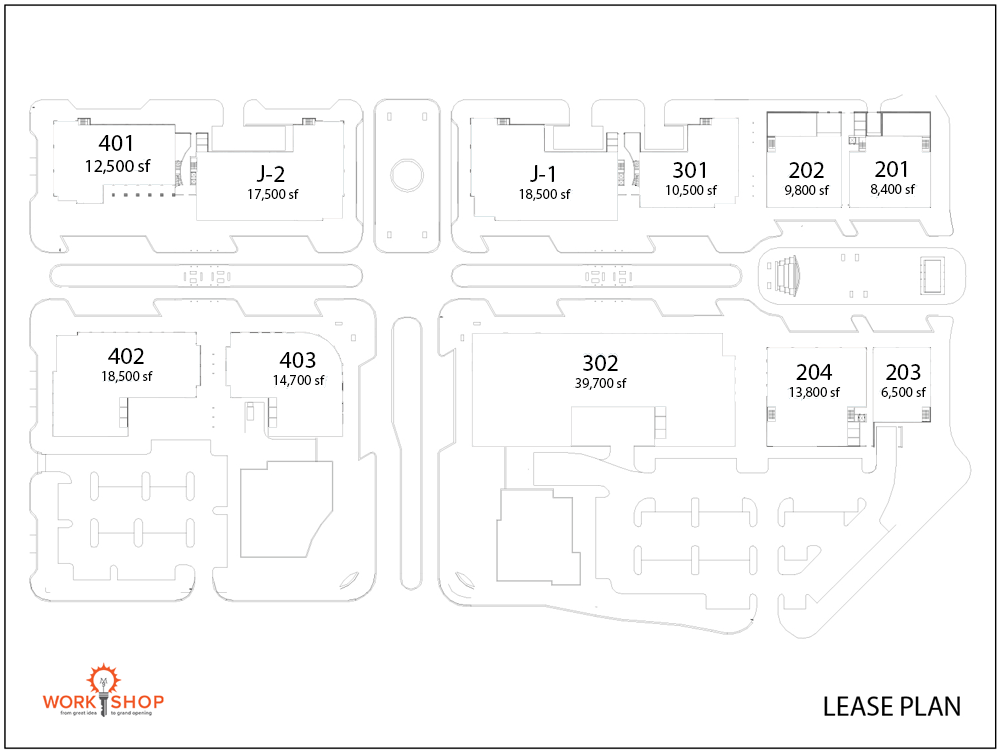 401
12,500 sf
J-2
17,500 sf
J-1
18,500 sf
301
10,500 sf
202
9,800 sf
201
8,400 sf
402
18,500 sf
403
14,700 sf
302
39,700 sf
204
13,800 sf
203
6,500 sf
WORK SHOP
from great idea to grand opening
LEASE PLAN